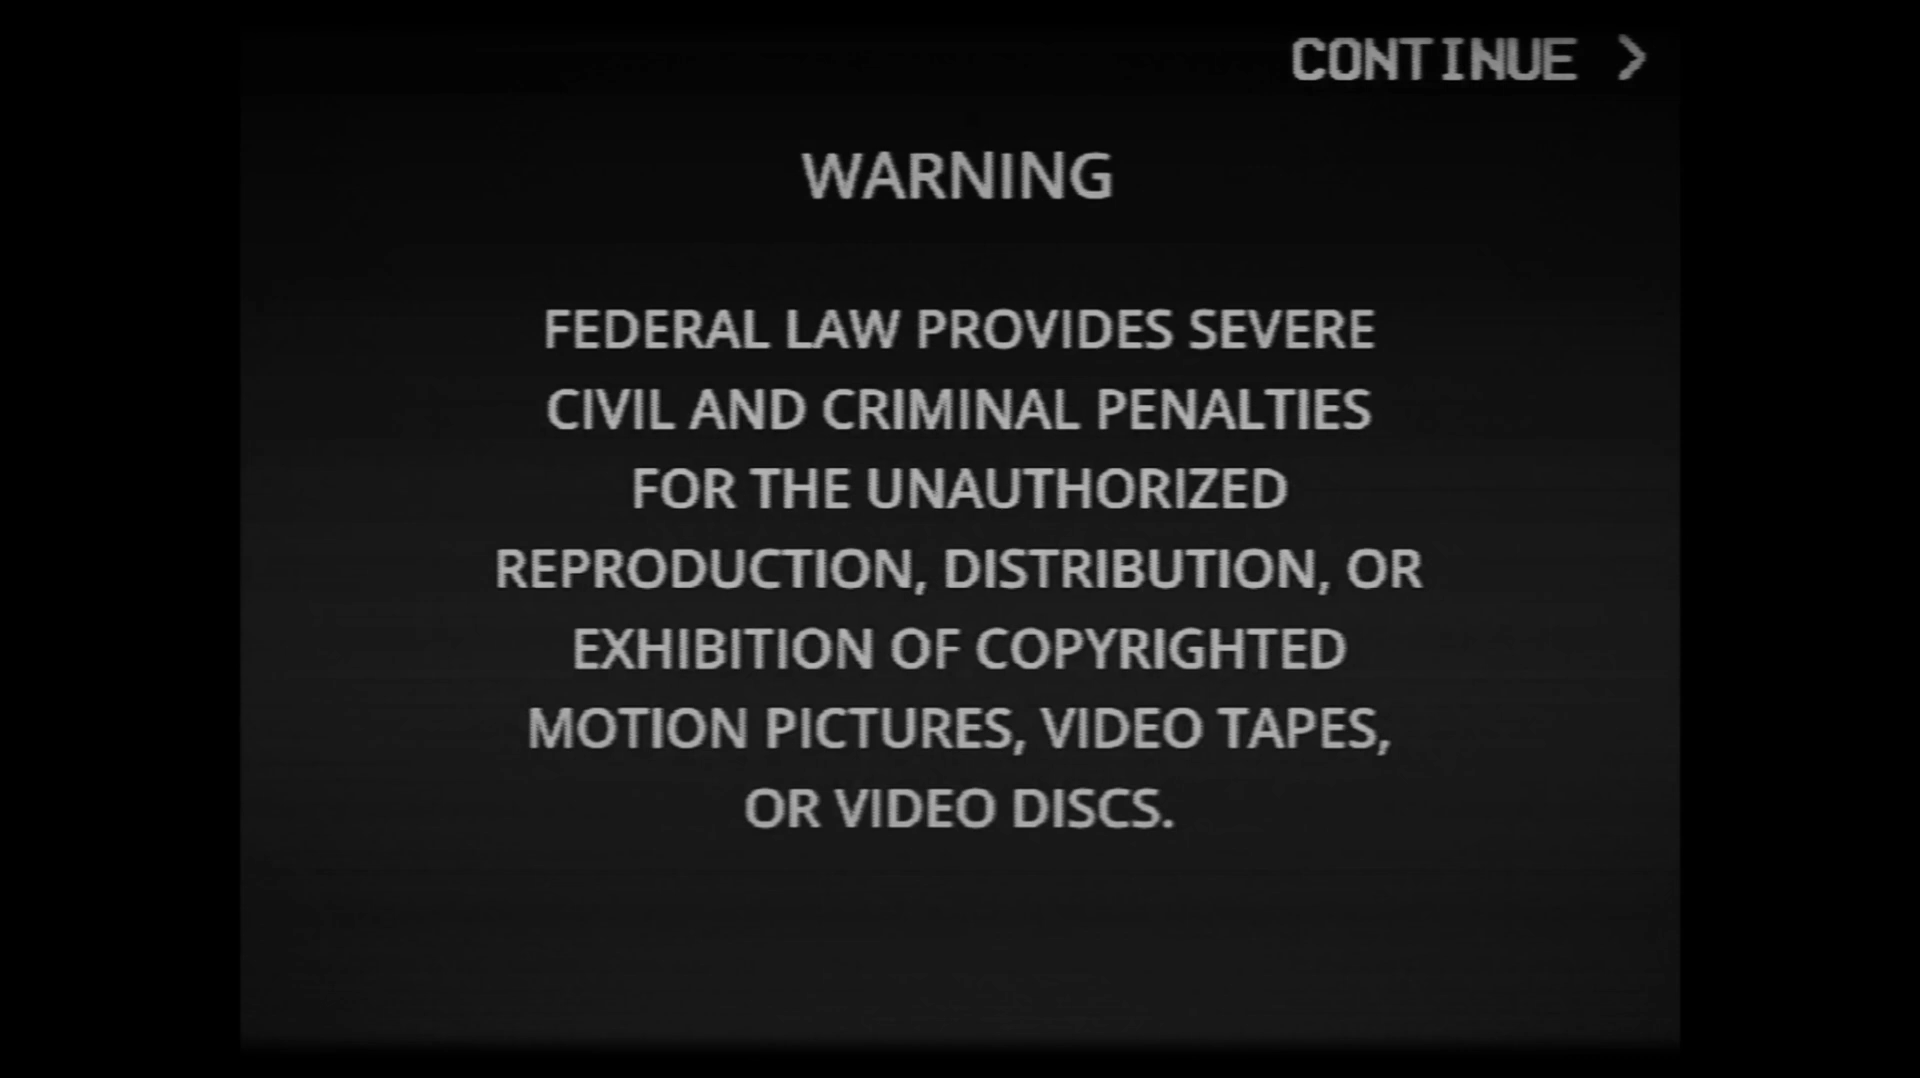 CONTINUE >
WARNING
FEDERAL LAW PROVIDES SEVERE
CIVIL AND CRIMINAL PENALTIES
FOR THE UNAUTHORIZED
REPRODUCTION, DISTRIBUTION, OR
EXHIBITION OF COPYRIGHTED
MOTION PICTURES, VIDEO TAPES,
OR VIDEO DISCS.